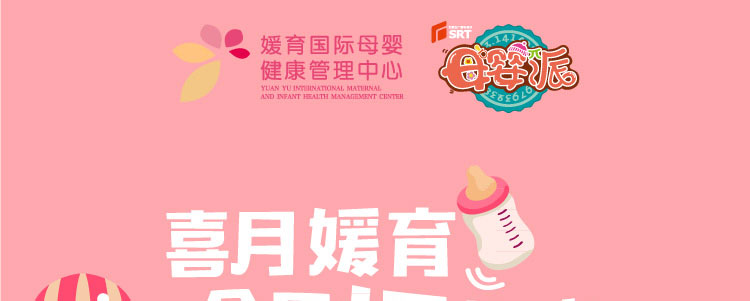 媛育国际母婴
健康管理中心
YUAN YU INTERNATIONAL MATERNAL
AND INFANT HEALTH MANAGEMENT CENTER
SRT
母婴派
喜月媛育